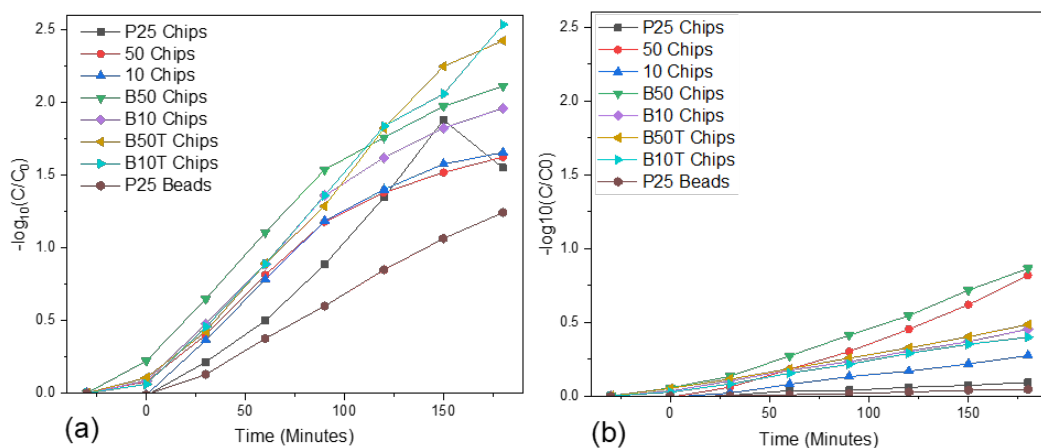 2.5
2.0
1.5
1.0
0.5
0.0
-log₁₀(C/C₀)
P25 Chips
50 Chips
10 Chips
B50 Chips
B10 Chips
B50T Chips
B10T Chips
P25 Beads
0
50
100
150
(a)
Time (Minutes)
2.5
2.0
1.5
1.0
0.5
0.0
-log10(C/C0)
P25 Chips
50 Chips
10 Chips
B50 Chips
B10 Chips
B50T Chips
B10T Chips
P25 Beads
0
50
100
150
(b)
Time (Minutes)